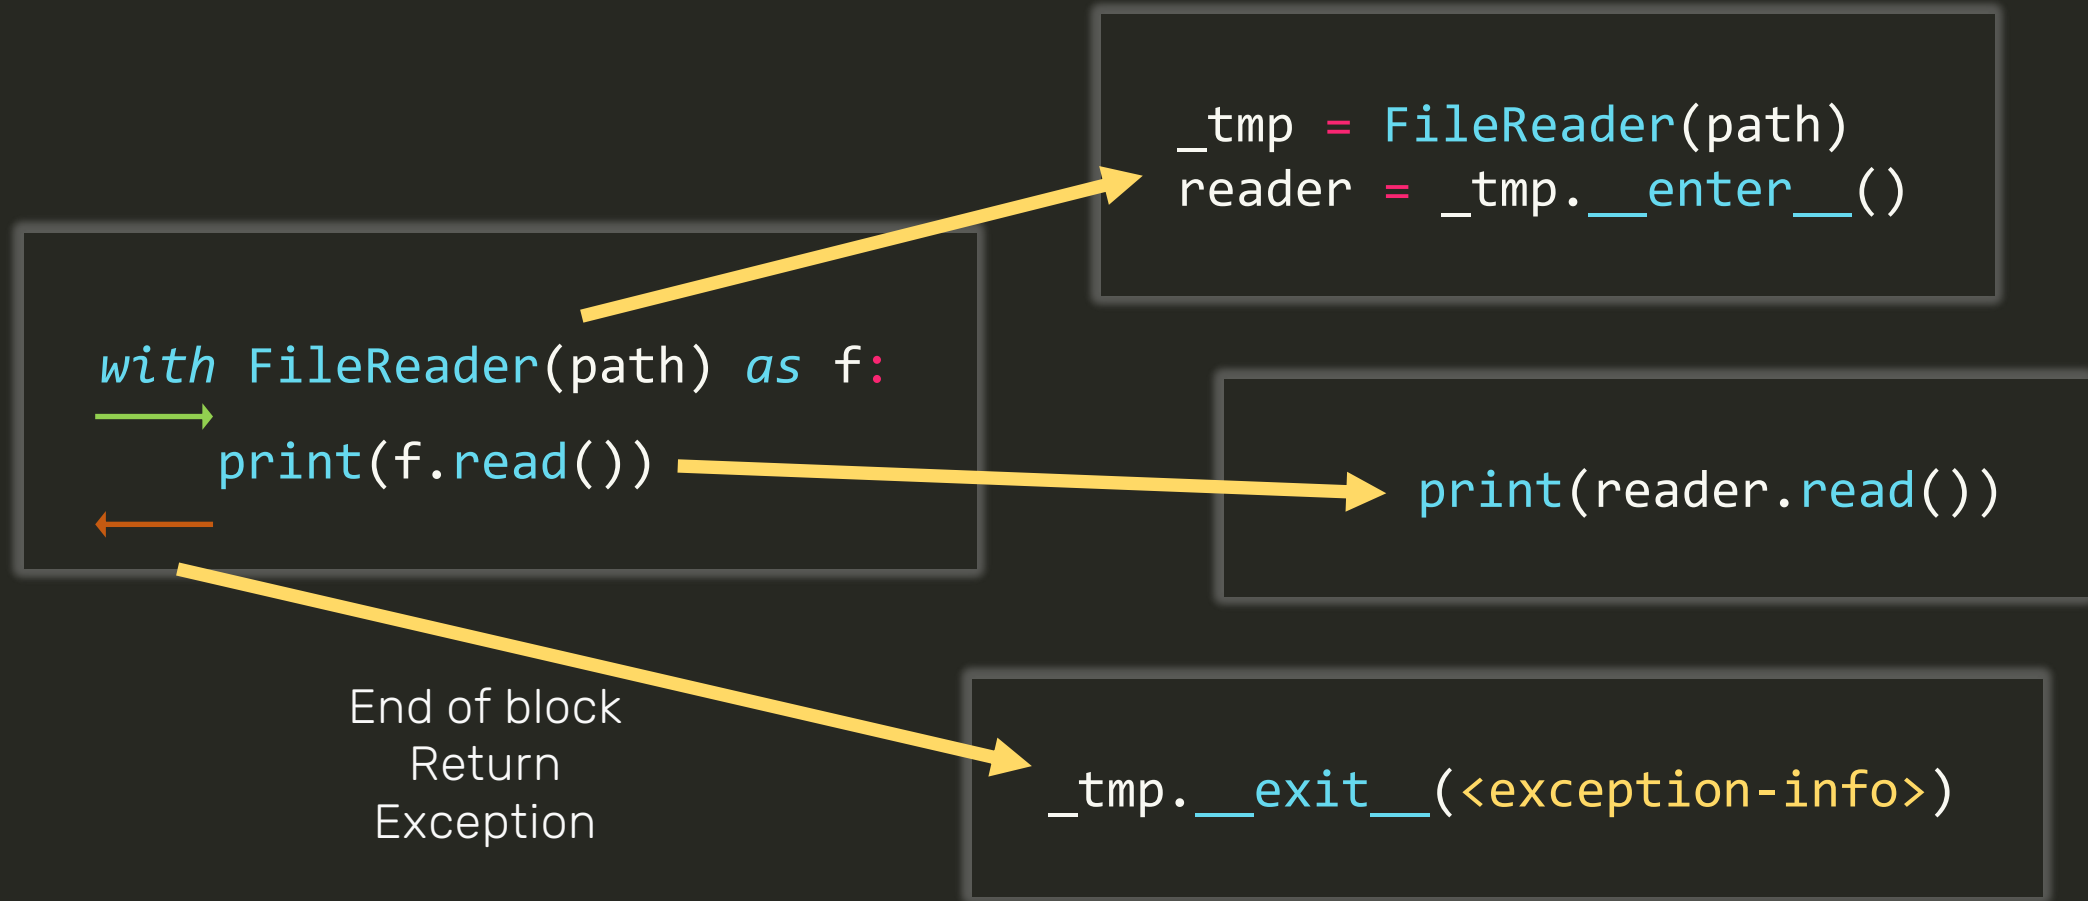 _tmp = FileReader(path)
reader = _tmp.__enter__()
with FileReader(path) as f:
print(f.read())
print(reader.read())
End of block
Return
Exception
_tmp.__exit__(<exception-info>)